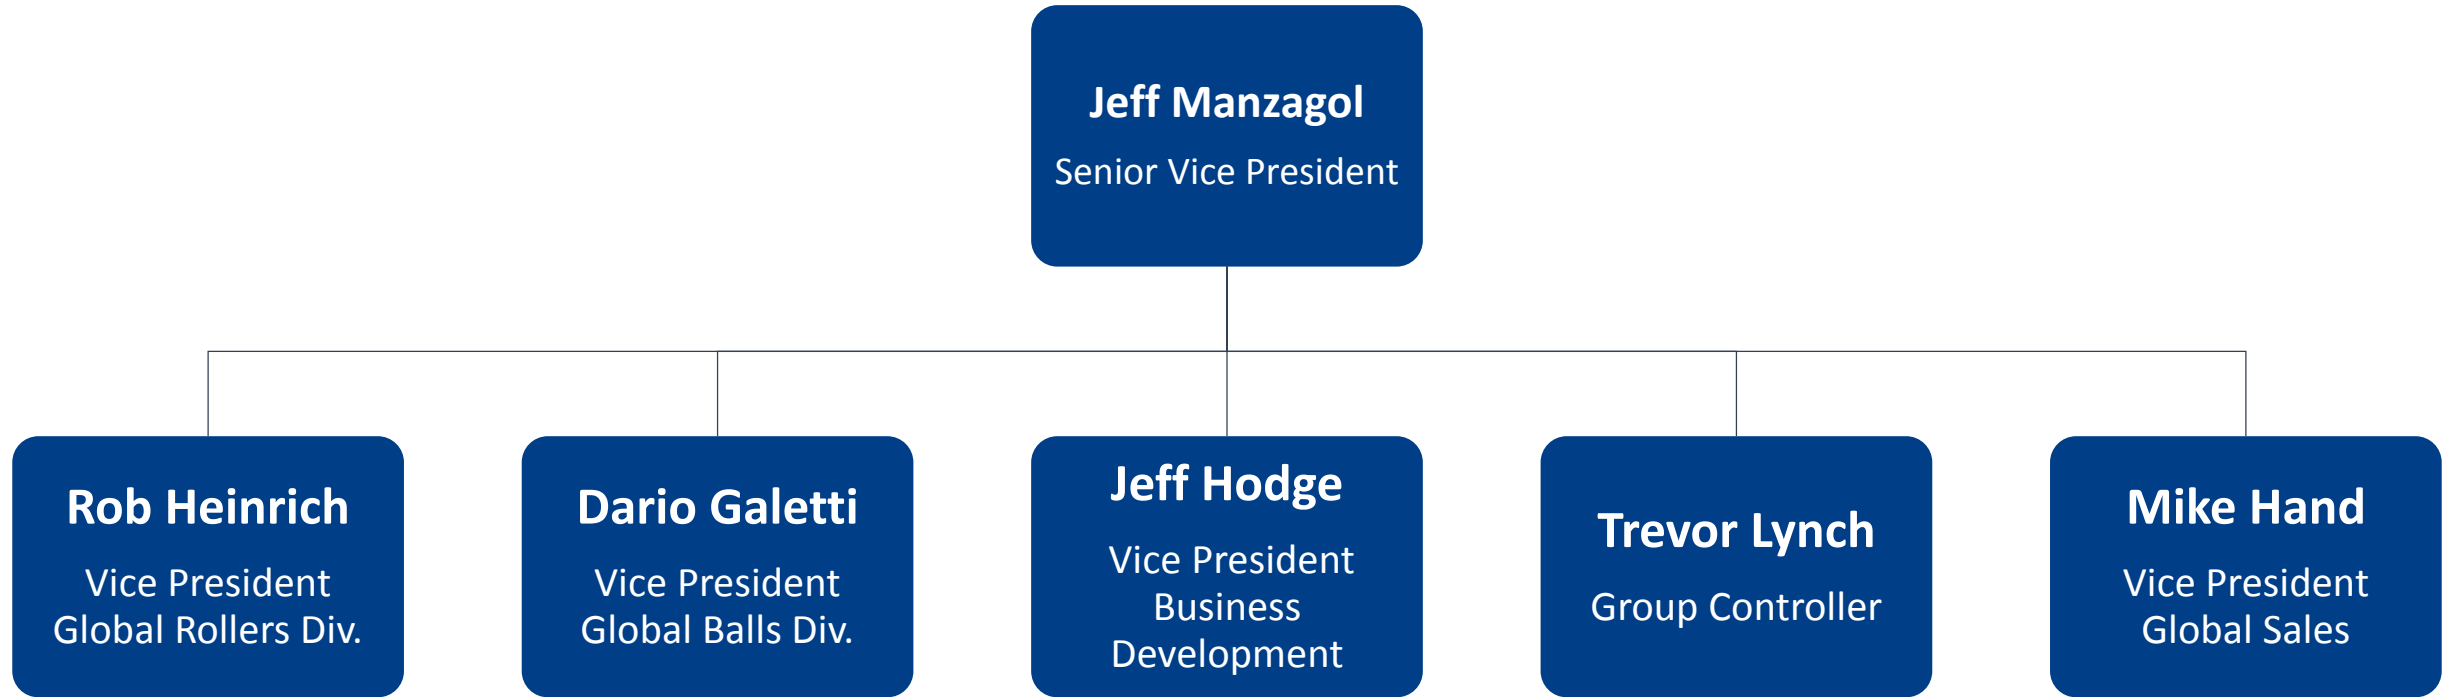 Jeff Manzagol
Senior Vice President
Rob Heinrich
Vice President
Global Rollers Div.
Dario Galetti
Vice President
Global Balls Div.
Jeff Hodge
Vice President
Business
Development
Trevor Lynch
Group Controller
Mike Hand
Vice President
Global Sales